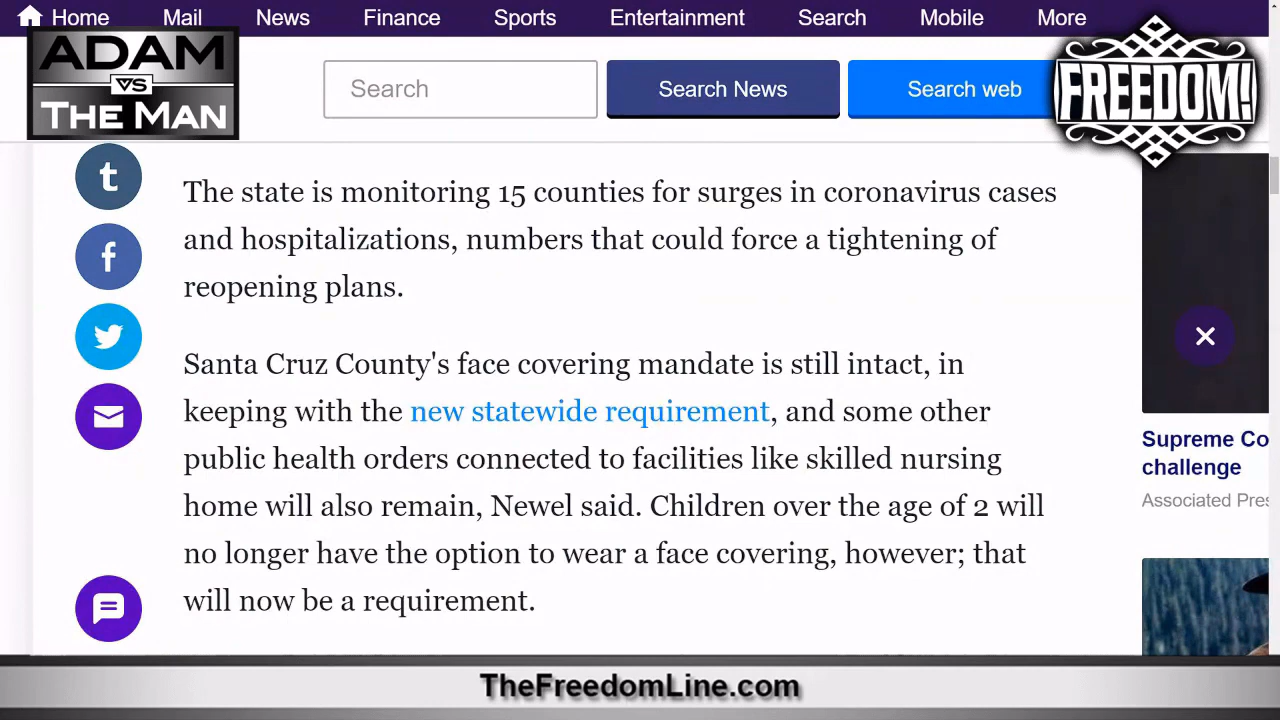 Home Mail News Finance Sports Entertainment Search Mobile More
ADAM
VS
THE MAN
Search
Search News
Search web
FREEDOM!
The state is monitoring 15 counties for surges in coronavirus cases
and hospitalizations, numbers that could force a tightening of
reopening plans.
Santa Cruz County's face covering mandate is still intact, in
keeping with the new statewide requirement, and some other
public health orders connected to facilities like skilled nursing
home will also remain, Newel said. Children over the age of 2 will
no longer have the option to wear a face covering, however; that
will now be a requirement.
Supreme Co
challenge
Associated Pres
TheFreedomLine.com